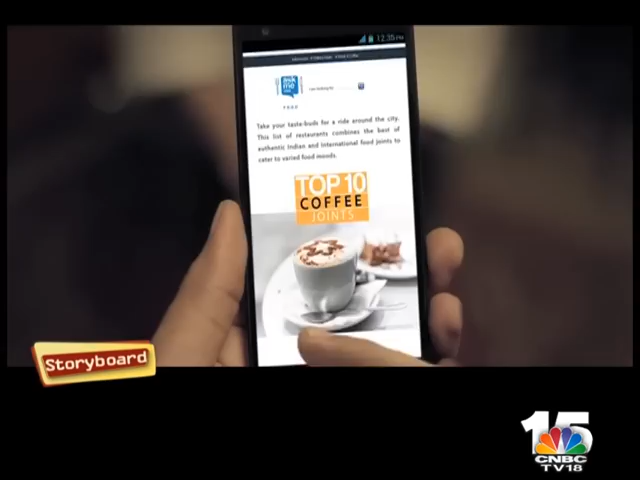 12:35 PM
ask
me
FOOD
Take your taste-buds for a ride around the city.
This list of restaurants combines the best of
authentic Indian and International food joints to
cater to varied food moods.
TOP 10
COFFEE
JOINTS
Storyboard
15
CNBC
TV18